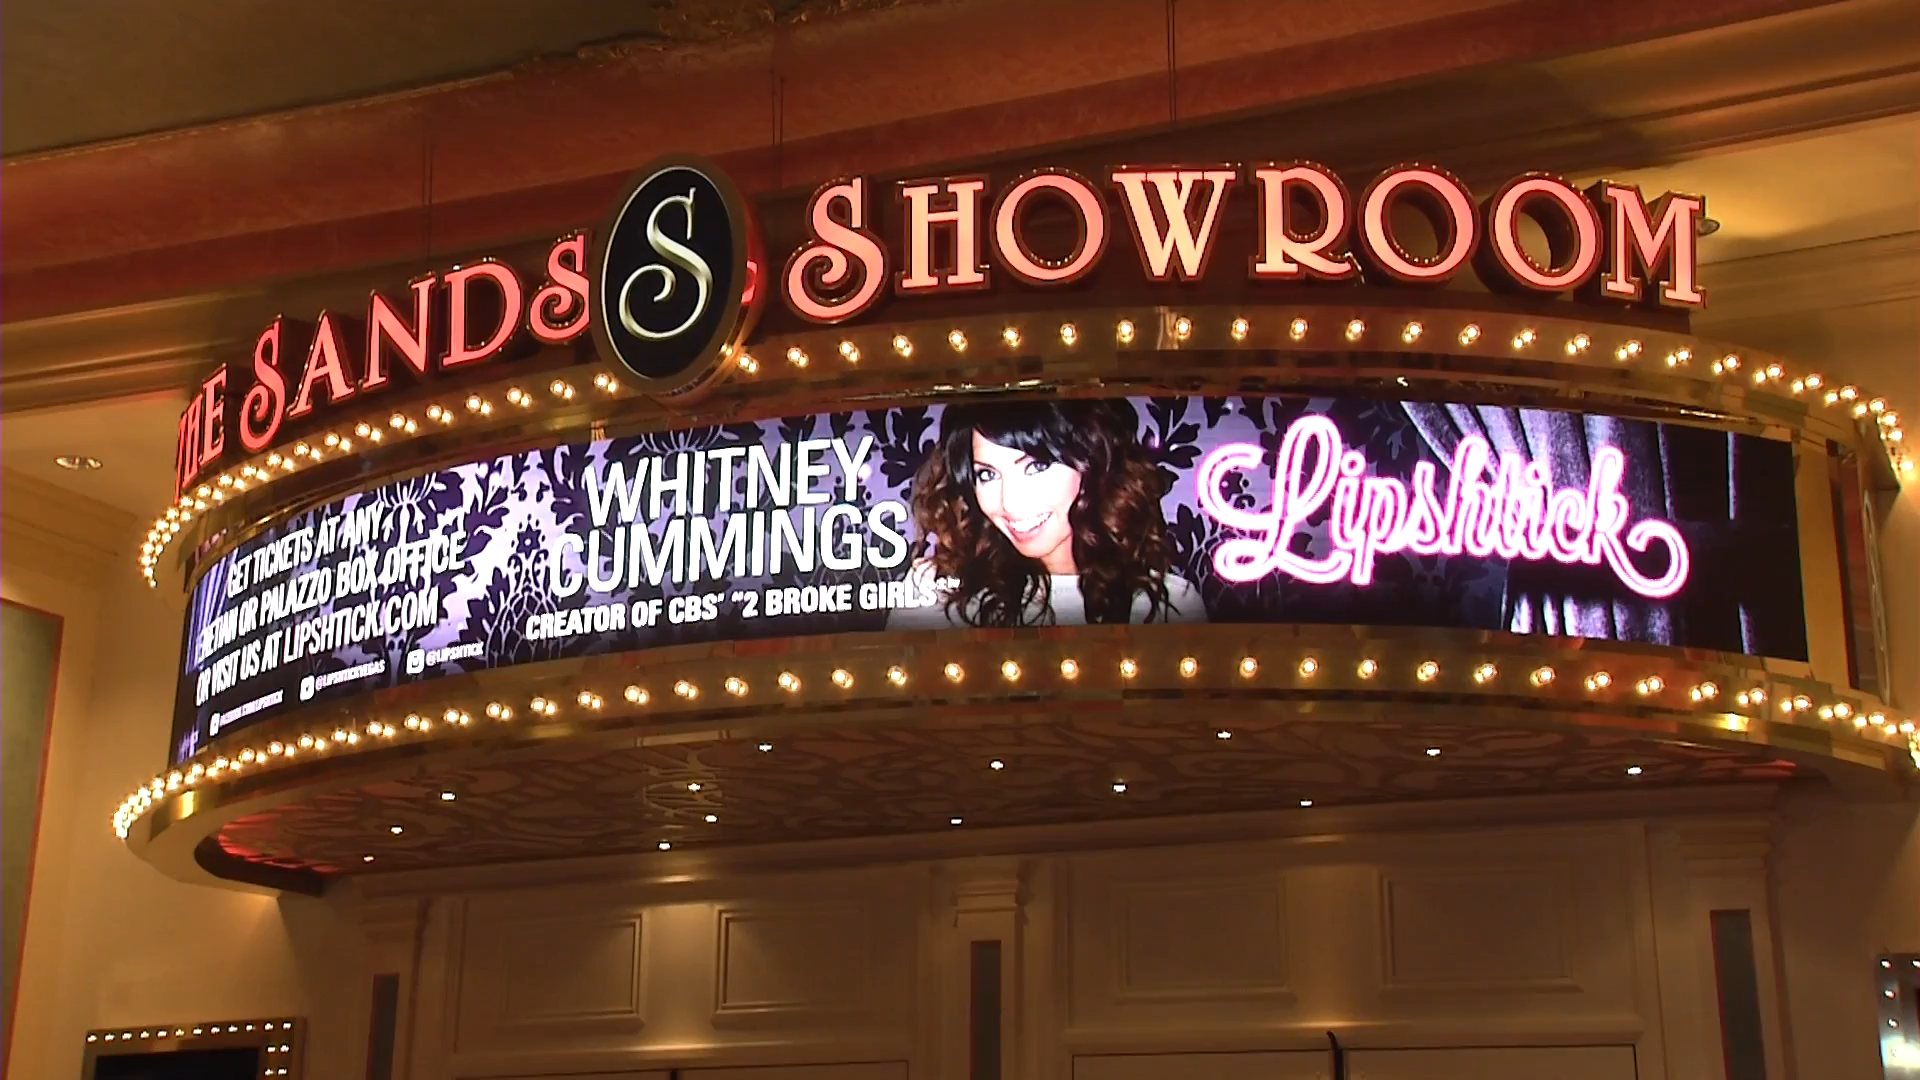 THE SANDS SHOWROOM
S
GET TICKETS AT ANY
VENETIAN OR PALAZZO BOX OFFICE
OR VISIT US AT LIPSHTICK.COM
@LIPSHTICKVEGAS
@LIPSHTICK
WHITNEY
CUMMINGS
CREATOR OF CBS' "2 BROKE GIRLS"
Lipshtick